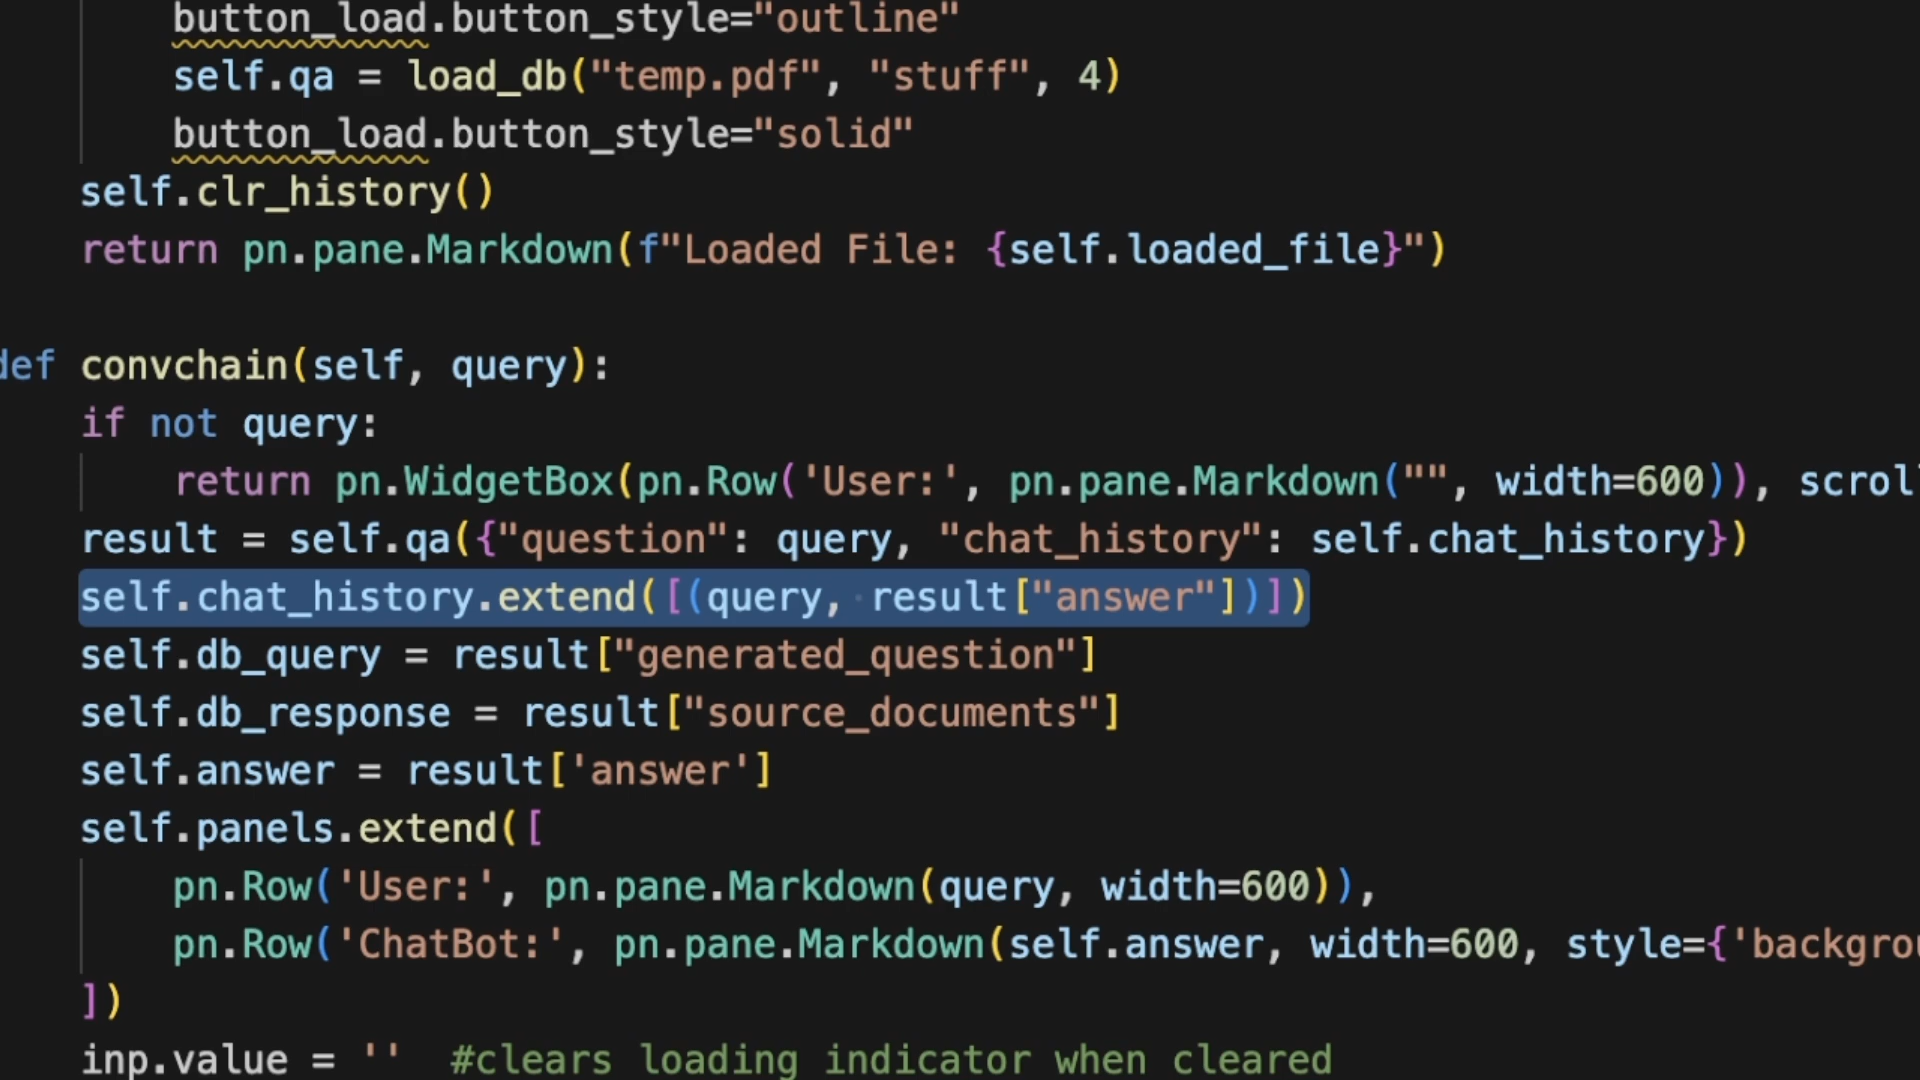 button_load.button_style="outline"
self.qa = load_db("temp.pdf", "stuff", 4)
button_load.button_style="solid"
self.clr_history()
return pn.pane.Markdown(f"Loaded File: {self.loaded_file}")
def convchain(self, query):
if not query:
return pn.WidgetBox(pn.Row('User:', pn.pane.Markdown("", width=600)), scroll
result = self.qa({"question": query, "chat_history": self.chat_history})
self.chat_history.extend([(query, result["answer"])])
self.db_query = result["generated_question"]
self.db_response = result["source_documents"]
self.answer = result['answer']
self.panels.extend([
pn.Row('User:', pn.pane.Markdown(query, width=600)),
pn.Row('ChatBot:', pn.pane.Markdown(self.answer, width=600, style={'backgrou
])
inp.value = '' #clears loading indicator when cleared